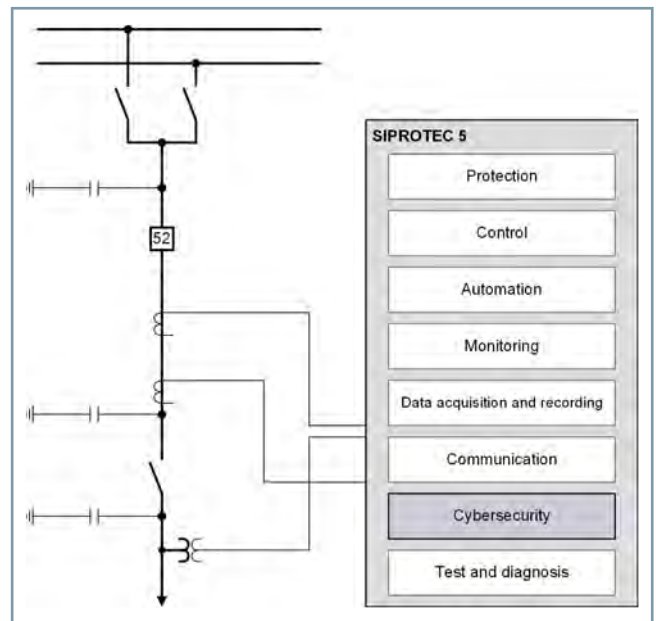 SIPROTEC 5
Protection
Control
52
Automation
Monitoring
Data acquisition and recording
Communication
Cybersecurity
Test and diagnosis